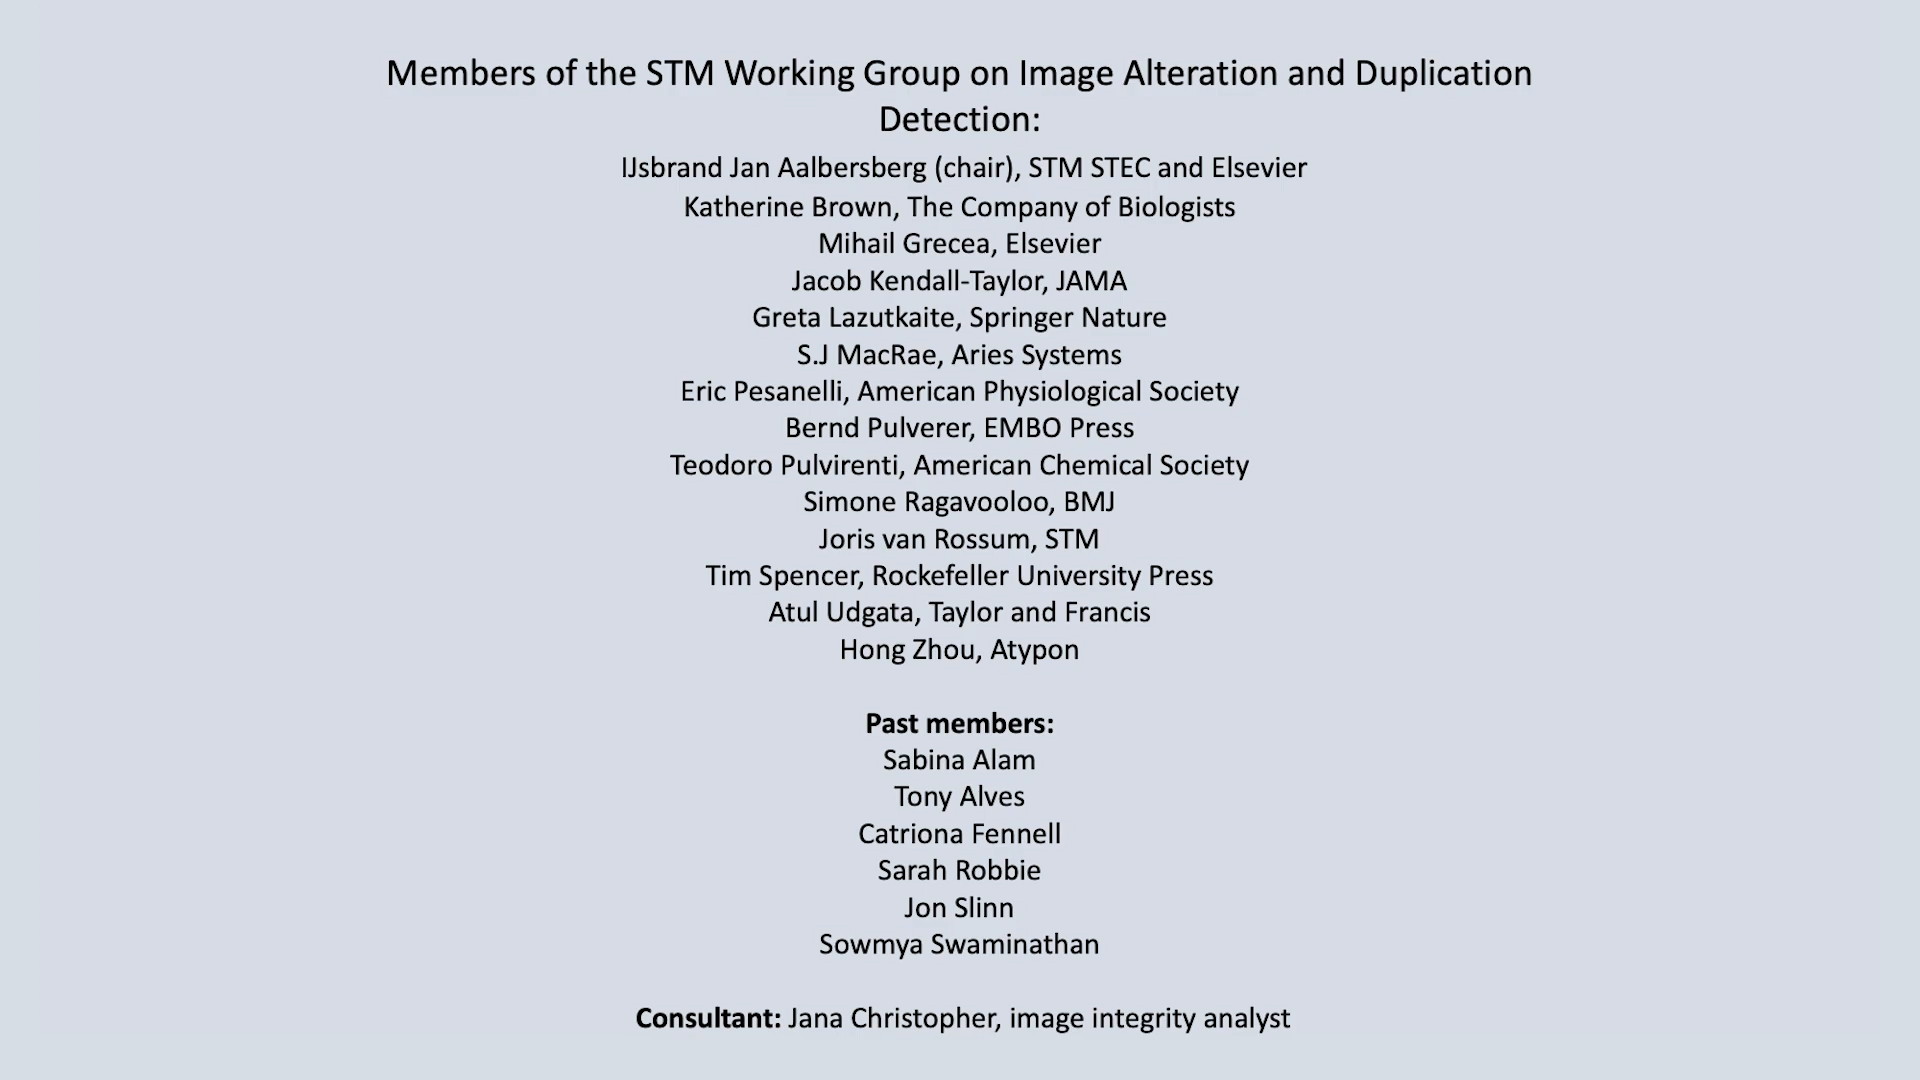 Members of the STM Working Group on Image Alteration and Duplication
Detection:
IJsbrand Jan Aalbersberg (chair), STM STEC and Elsevier
Katherine Brown, The Company of Biologists
Mihail Grecea, Elsevier
Jacob Kendall-Taylor, JAMA
Greta Lazutkaite, Springer Nature
S.J MacRae, Aries Systems
Eric Pesanelli, American Physiological Society
Bernd Pulverer, EMBO Press
Teodoro Pulvirenti, American Chemical Society
Simone Ragavooloo, BMJ
Joris van Rossum, STM
Tim Spencer, Rockefeller University Press
Atul Udgata, Taylor and Francis
Hong Zhou, Atypon
Past members:
Sabina Alam
Tony Alves
Catriona Fennell
Sarah Robbie
Jon Slinn
Sowmya Swaminathan
Consultant: Jana Christopher, image integrity analyst